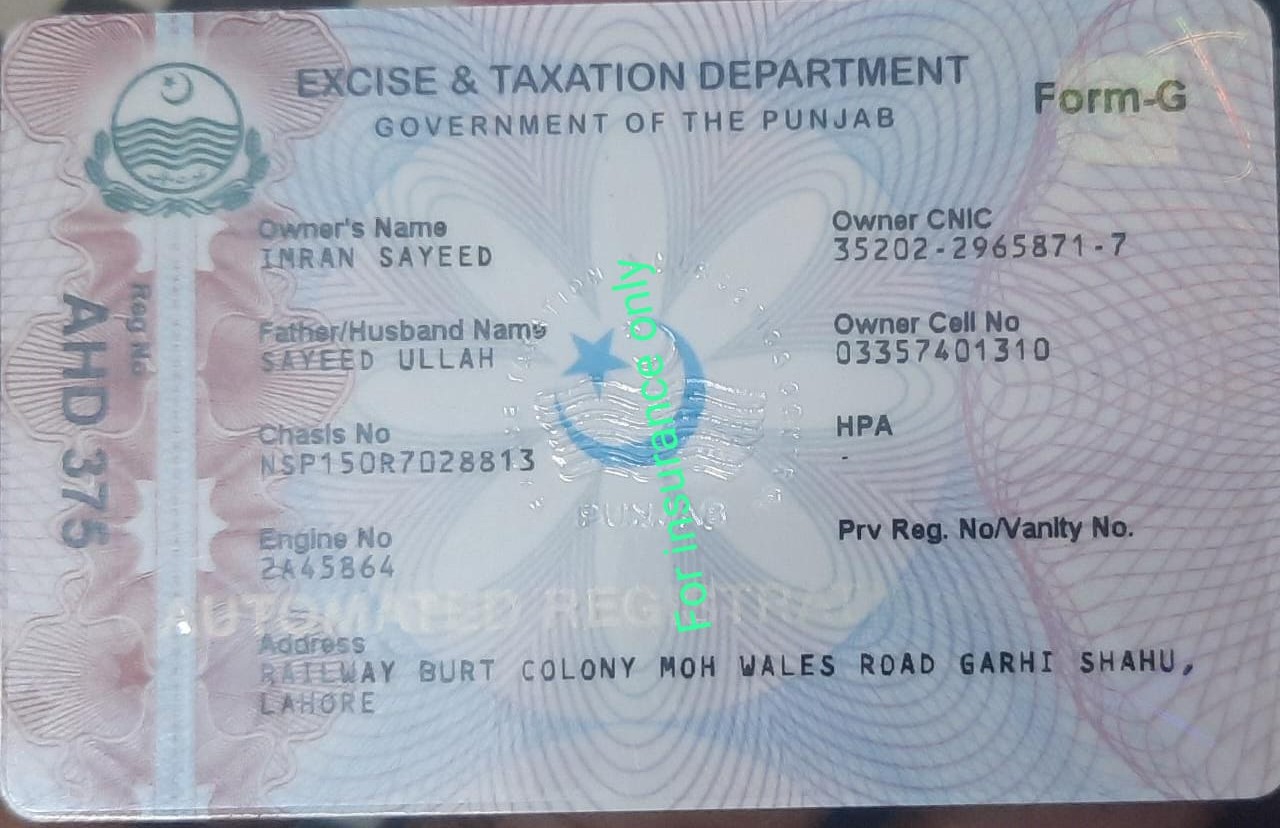 EXCISE & TAXATION DEPARTMENT
GOVERNMENT OF THE PUNJAB
Form-G
Reg No
AHD 375
Owner's Name
IMRAN SAYEED
Owner CNIC
35202-2965871-7
Father/Husband Name
SAYEED ULLAH
Owner Cell No
03357401310
Chasis No
NSP150R7028813
HPA
-
Engine No
2A45864
Prv Reg. No/Vanity No.
Address
RAILWAY BURT COLONY MOH WALES ROAD GARHI SHAHU,
LAHORE
For insurance only
PUNJAB
AUTOMATED